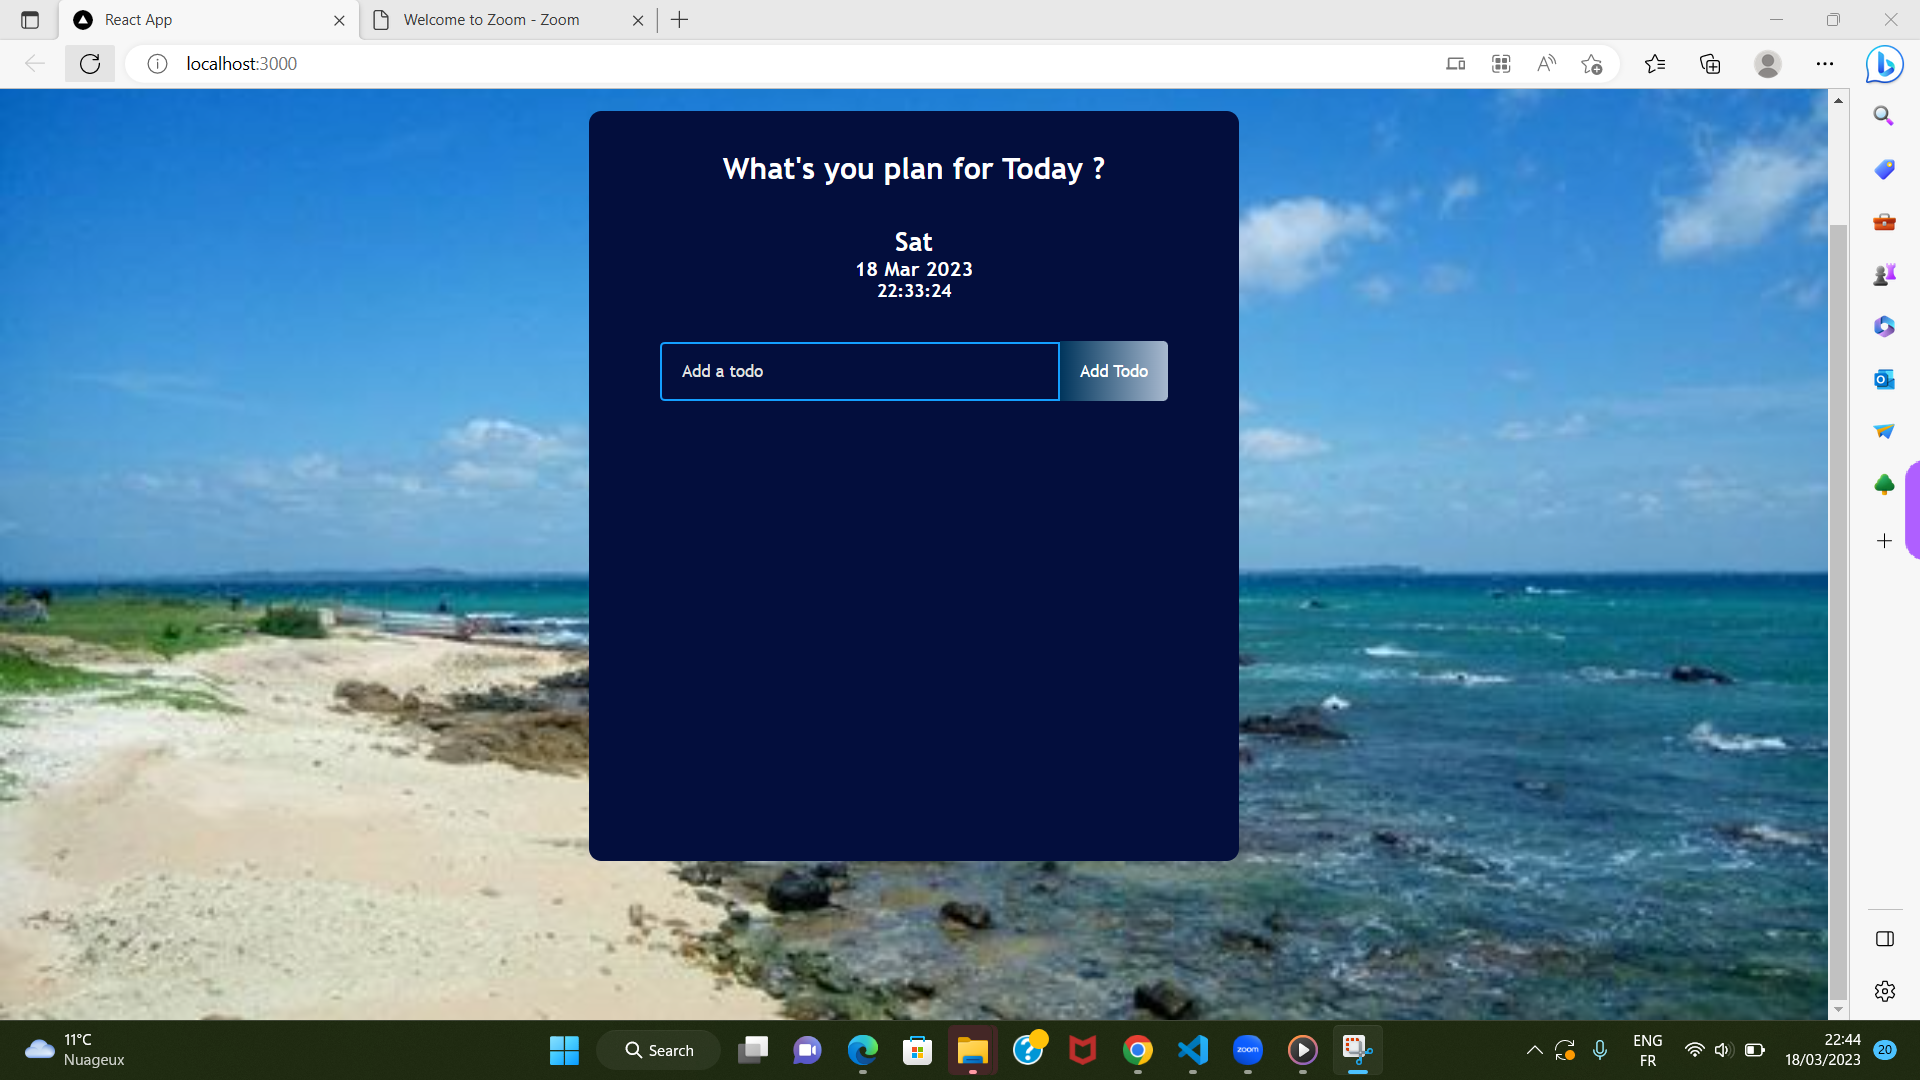 React App
Welcome to Zoom - Zoom
localhost:3000
What's you plan for Today ?
Sat
18 Mar 2023
22:33:24
Add a todo
Add Todo
11°C
Nuageux
Search
zoom
ENG
FR
22:44
18/03/2023
20